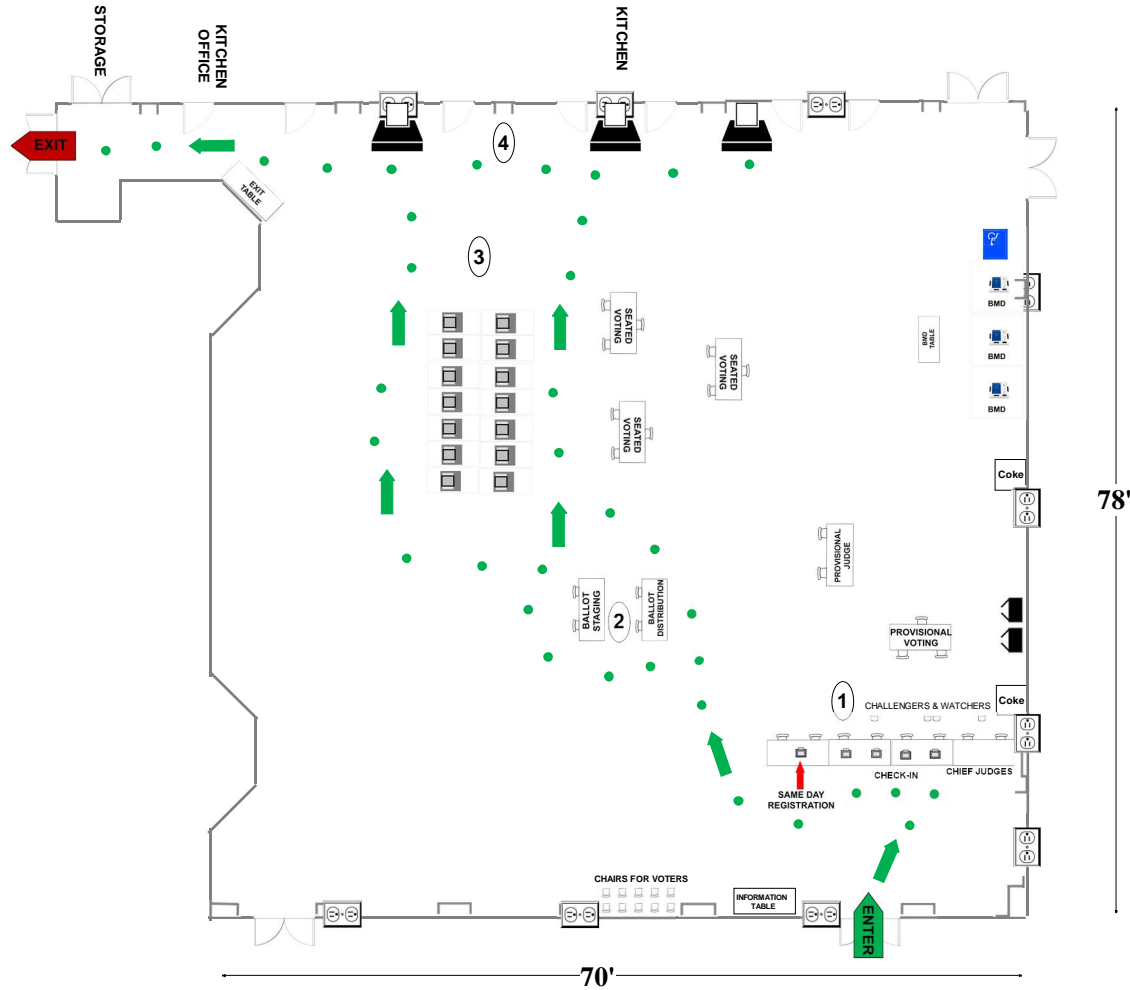 STORAGE
KITCHEN
OFFICE
KITCHEN
EXIT
4
EXIT
TABLE
3
BMD
BMD
BMD
BMD
TABLE
SEATED
VOTING
SEATED
VOTING
SEATED
VOTING
Coke
78'
PROVISIONAL
JUDGE
BALLOT
STAGING
2
BALLOT
DISTRIBUTION
PROVISIONAL
VOTING
1
Coke
CHALLENGERS & WATCHERS
CHECK-IN
CHIEF JUDGES
SAME DAY
REGISTRATION
CHAIRS FOR VOTERS
INFORMATION
TABLE
ENTER
70'